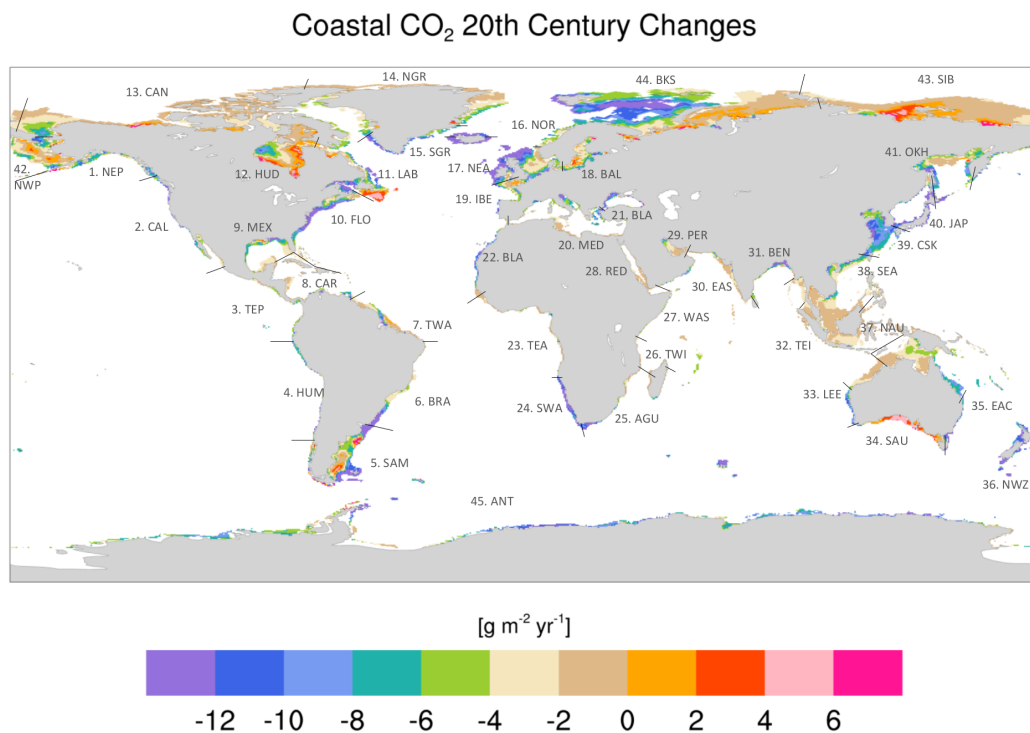 Coastal CO₂ 20th Century Changes
14. NGR
44. BKS
43. SIB
13. CAN
16. NOR
15. SGR
41. OKH
42.
NWP
1. NEP
12. HUD
11. LAB
17. NEA
18. BAL
19. IBE
10. FLO
21. BLA
40. JAP
2. CAL
9. MEX
20. MED
29. PER
39. CSK
22. BLA
31. BEN
28. RED
38. SEA
8. CAR
30. EAS
3. TEP
7. TWA
27. WAS
37. NAU
23. TEA
26. TWI
32. TEI
4. HUM
6. BRA
24. SWA
25. AGU
33. LEE
35. EAC
34. SAU
5. SAM
36. NWZ
45. ANT
[g m⁻² yr⁻¹]
-12 -10 -8 -6 -4 -2 0 2 4 6